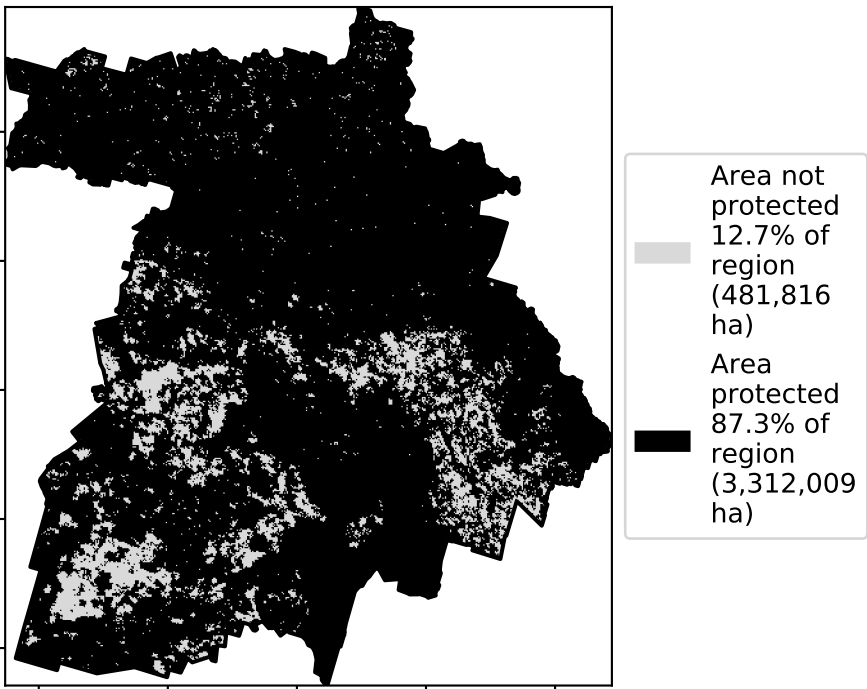 Area not
protected
12.7% of
region
(481,816
ha)
Area
protected
87.3% of
region
(3,312,009
ha)